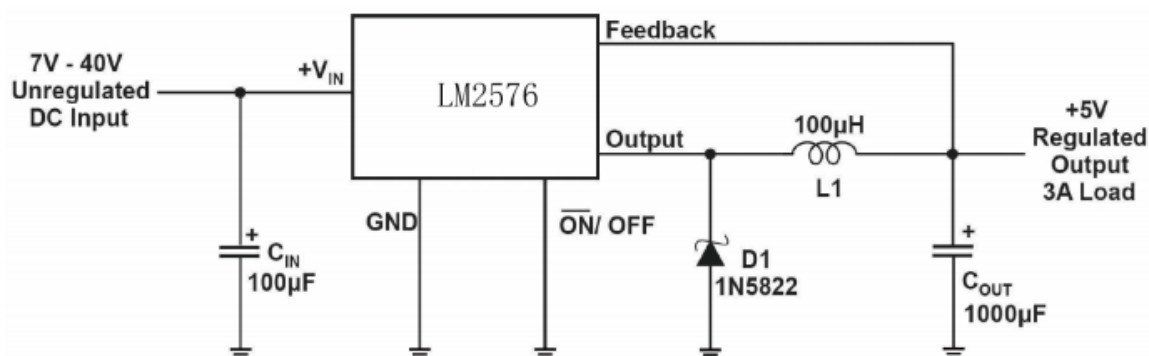 7V - 40V
Unregulated
DC Input
+VIN
LM2576
Feedback
Output
100µH
L1
+5V
Regulated
Output
3A Load
GND
ON/ OFF
+
CIN
100µF
D1
1N5822
+
COUT
1000µF